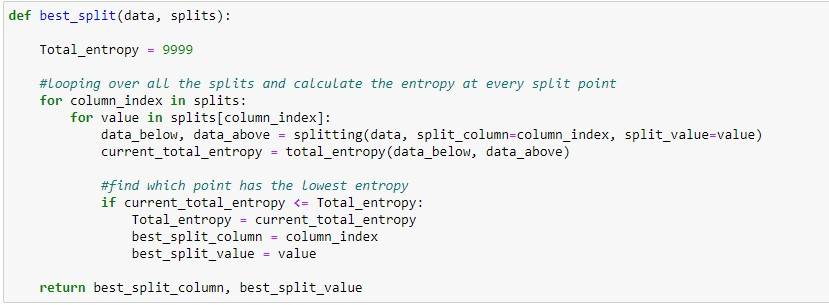 def best_split(data, splits):
Total_entropy = 9999
#looping over all the splits and calculate the entropy at every split point
for column_index in splits:
for value in splits[column_index]:
data_below, data_above = splitting(data, split_column=column_index, split_value=value)
current_total_entropy = total_entropy(data_below, data_above)
#find which point has the lowest entropy
if current_total_entropy <= Total_entropy:
Total_entropy = current_total_entropy
best_split_column = column_index
best_split_value = value
return best_split_column, best_split_value